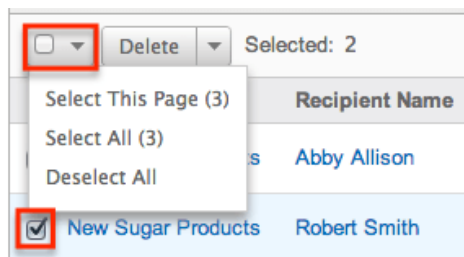 Delete Selected: 2
Select This Page (3)
Recipient Name
Select All (3)
s Abby Allison
Deselect All
New Sugar Products Robert Smith